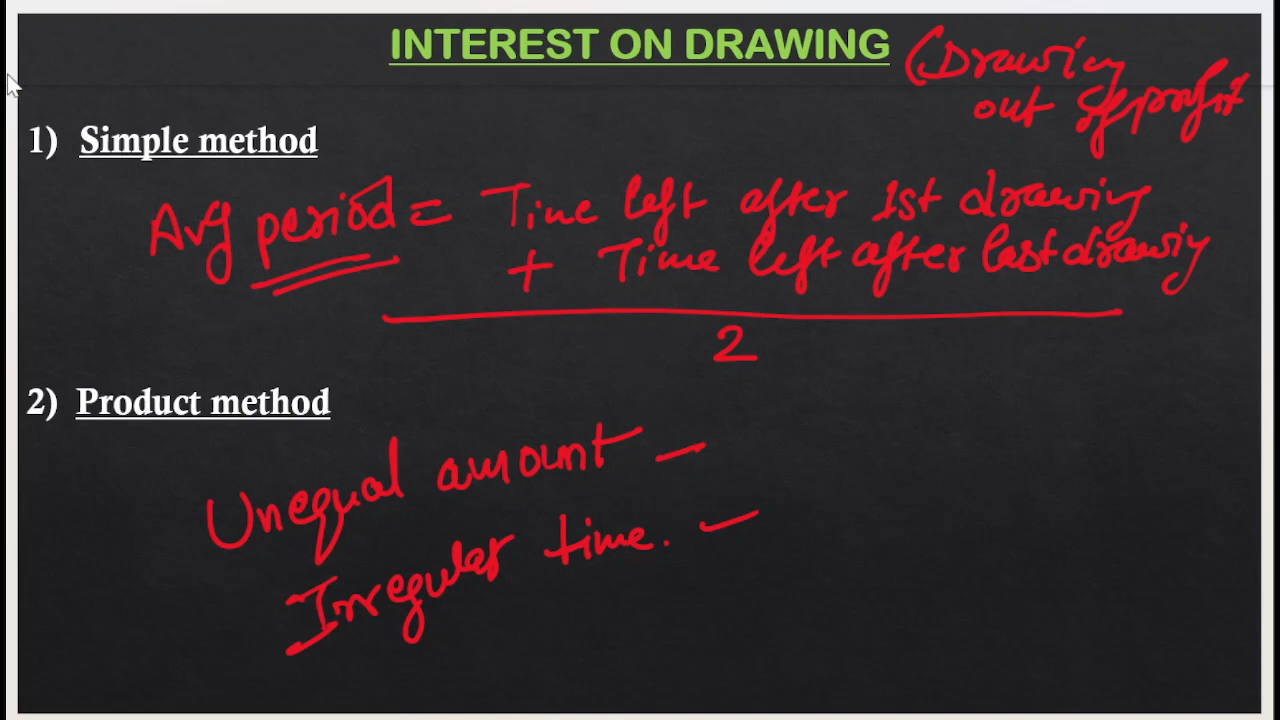 INTEREST ON DRAWING (Drawing
out of profit
1) Simple method
Avg period = Time left after 1st drawing
+ Time left after last drawing
2
2) Product method
Unequal amount –
Irregular time. –